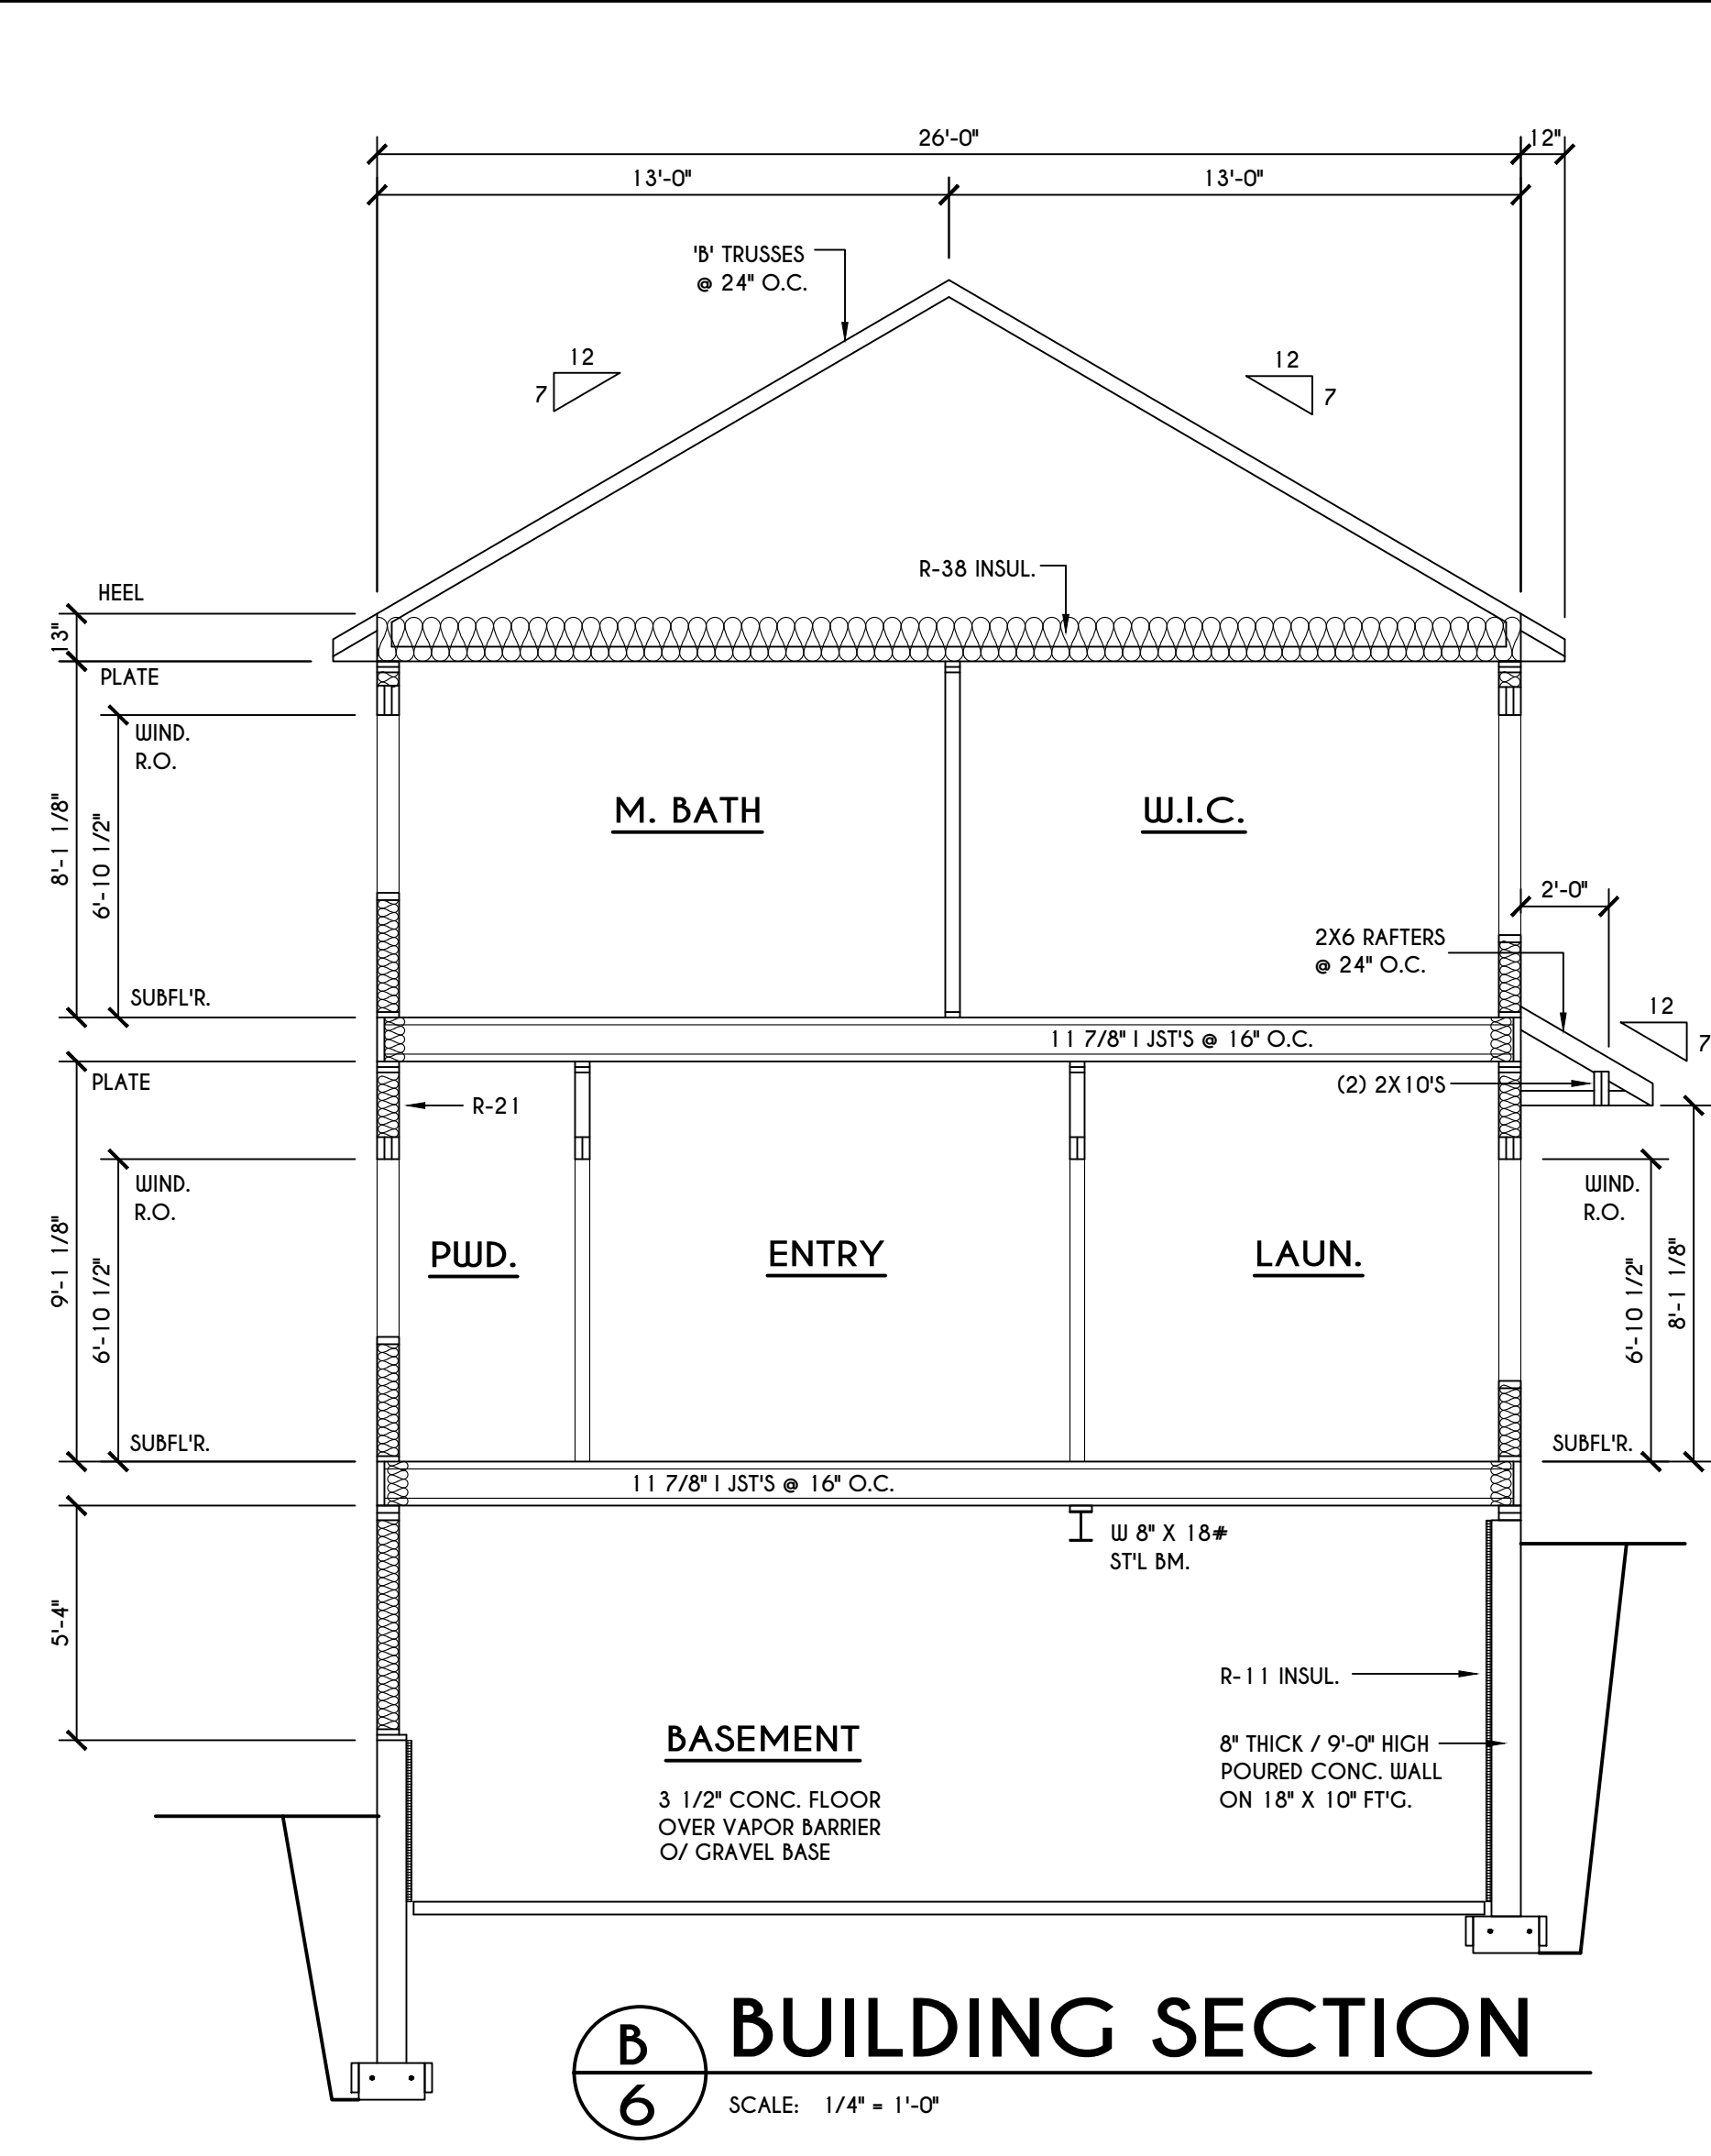 26'-0"
12"
13'-0"
13'-0"
'B' TRUSSES
@ 24" O.C.
12
7
12
7
R-38 INSUL.
HEEL
13"
PLATE
WIND.
R.O.
8'-1 1/8"
6'-10 1/2"
SUBFL'R.
M. BATH
W.I.C.
2'-0"
2X6 RAFTERS
@ 24" O.C.
12
7
11 7/8" I JST'S @ 16" O.C.
(2) 2X10'S
PLATE
R-21
WIND.
R.O.
9'-1 1/8"
6'-10 1/2"
SUBFL'R.
PWD.
ENTRY
LAUN.
WIND.
R.O.
6'-10 1/2"
8'-1 1/8"
SUBFL'R.
11 7/8" I JST'S @ 16" O.C.
W 8" X 18#
ST'L BM.
5'-4"
R-11 INSUL.
8" THICK / 9'-0" HIGH
POURED CONC. WALL
ON 18" X 10" FT'G.
BASEMENT
3 1/2" CONC. FLOOR
OVER VAPOR BARRIER
O/ GRAVEL BASE
B
6
BUILDING SECTION
SCALE: 1/4" = 1'-0"